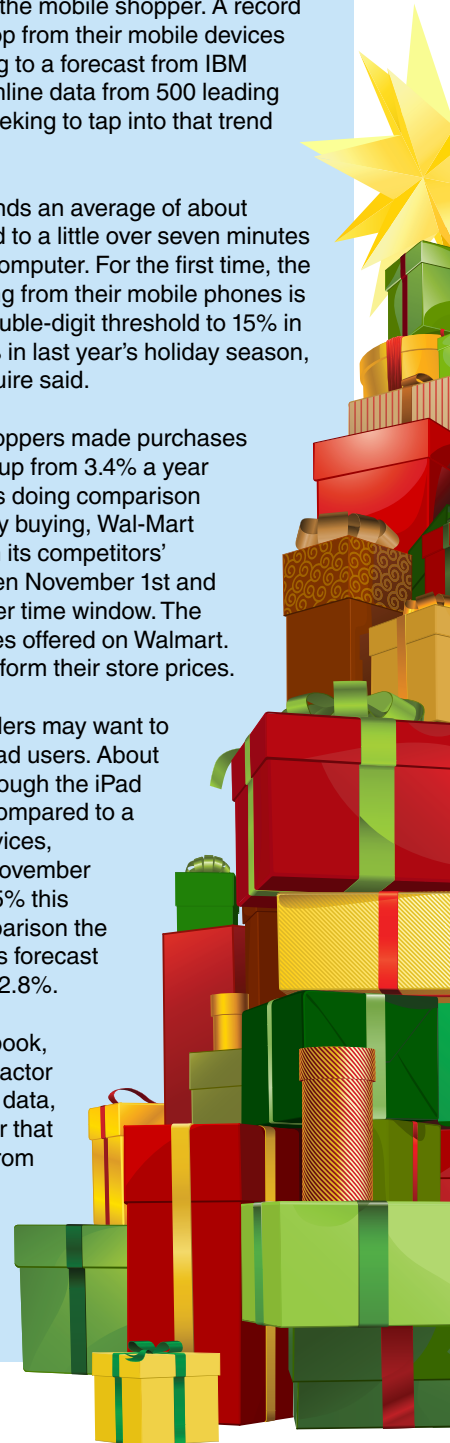 the mobile shopper. A record
op from their mobile devices
g to a forecast from IBM
nline data from 500 leading
eeking to tap into that trend
nds an average of about
d to a little over seven minutes
omputer. For the first time, the
ng from their mobile phones is
uble-digit threshold to 15% in
in last year's holiday season,
uire said.
oppers made purchases
up from 3.4% a year
s doing comparison
y buying, Wal-Mart
its competitors'
en November 1st and
er time window. The
es offered on Walmart.
form their store prices.
ders may want to
ad users. About
ough the iPad
ompared to a
vices,
ovember
5% this
parison the
s forecast
2.8%.
book,
actor
data,
r that
rom